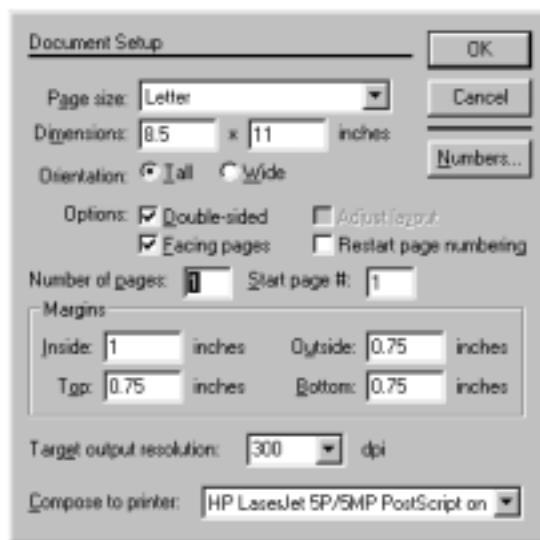 Document Setup
OK
Page size: Letter
Cancel
Dimensions: 8.5 x 11 inches
Numbers...
Orientation: Tall Wide
Options: Double-sided Adjust layout
Facing pages Restart page numbering
Number of pages: 1 Start page #: 1
Margins
Inside: 1 inches Outside: 0.75 inches
Top: 0.75 inches Bottom: 0.75 inches
Target output resolution: 300 dpi
Compose to printer: HP LaserJet 5P/5MP PostScript on